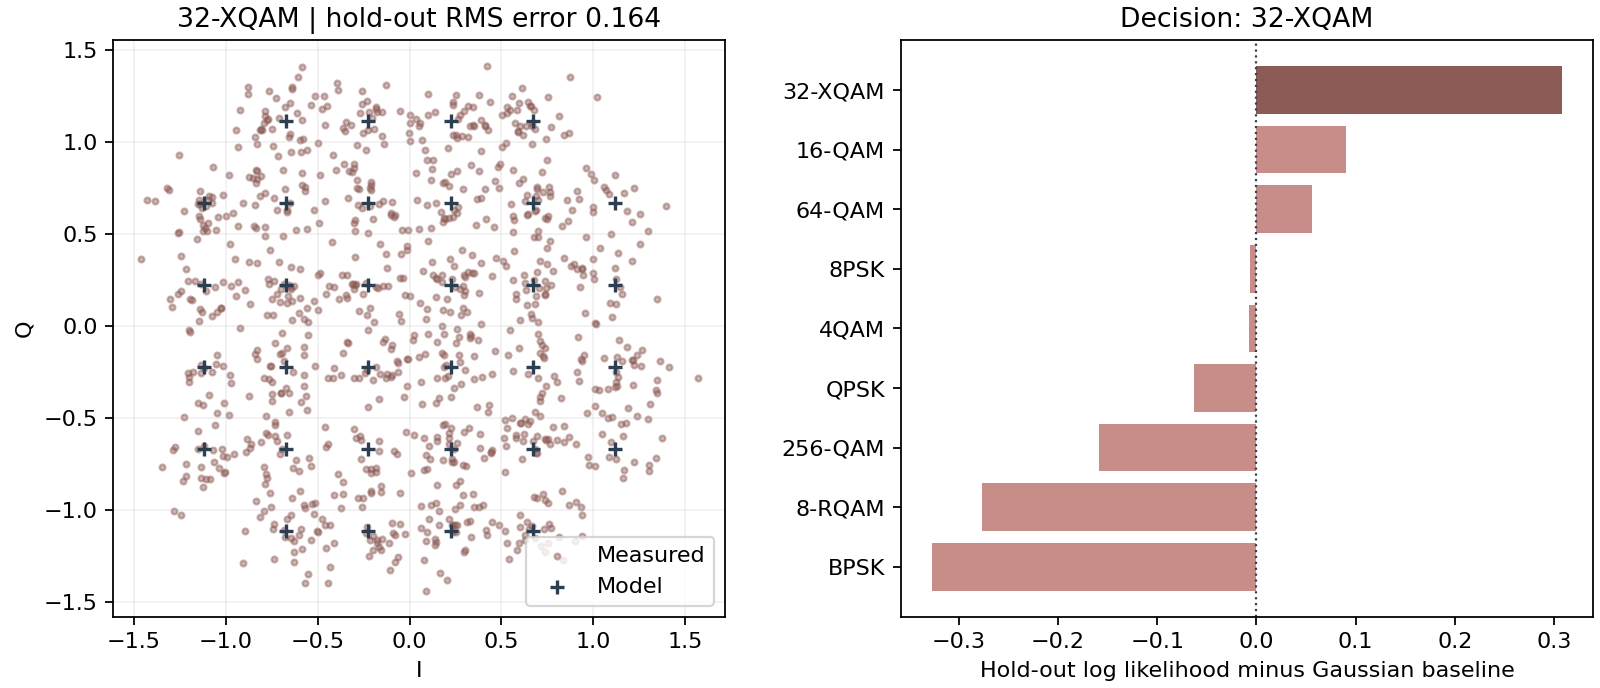 32-XQAM | hold-out RMS error 0.164
1.5
1.0
0.5
0.0
−0.5
−1.0
−1.5
Q
−1.5 −1.0 −0.5 0.0 0.5 1.0 1.5
I
Measured
Model
Decision: 32-XQAM
32-XQAM
16-QAM
64-QAM
8PSK
4QAM
QPSK
256-QAM
8-RQAM
BPSK
−0.3 −0.2 −0.1 0.0 0.1 0.2 0.3
Hold-out log likelihood minus Gaussian baseline